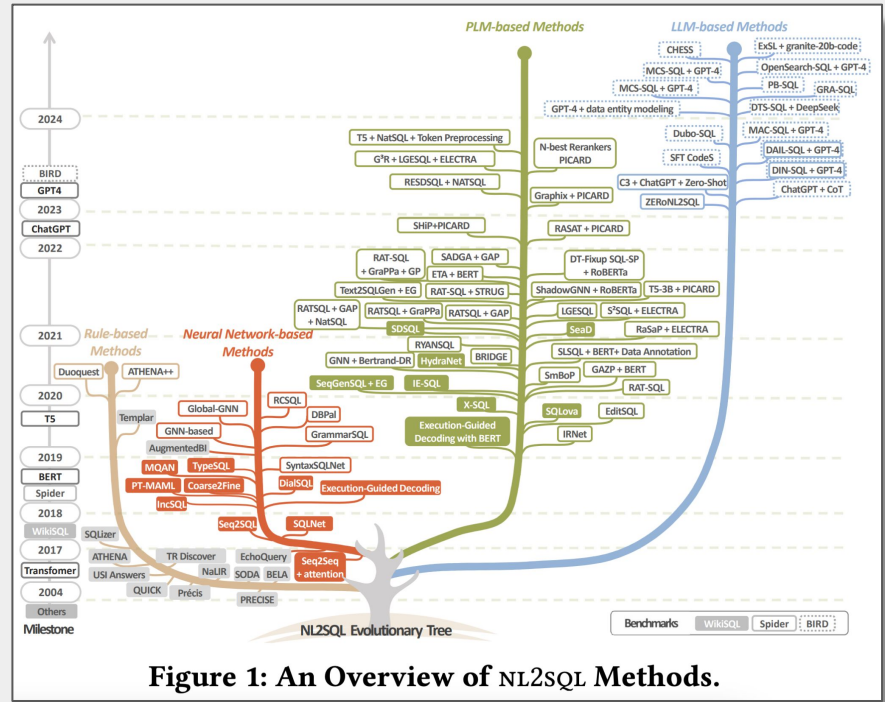 PLM-based Methods
LLM-based Methods
CHESS
ExSL + granite-20b-code
MCS-SQL + GPT-4
OpenSearch-SQL + GPT-4
MCS-SQL + GPT-4
PB-SQL
GRA-SQL
GPT-4 + data entity modeling
DTS-SQL + DeepSeek
2024
T5 + NatSQL + Token Preprocessing
N-best Rerankers
PICARD
Dubo-SQL
MAC-SQL + GPT-4
G³R + LGESQL + ELECTRA
SFT CodeS
DAIL-SQL + GPT-4
BIRD
DIN-SQL + GPT-4
GPT4
RESDSQL + NATSQL
C3 + ChatGPT + Zero-Shot
ChatGPT + CoT
Graphix + PICARD
ZERoNL2SQL
2023
ChatGPT
SHiP+PICARD
RASAT + PICARD
2022
RAT-SQL
+ GraPPa + GP
SADGA + GAP
DT-Fixup SQL-SP
+ RoBERTa
ETA + BERT
Text2SQLGen + EG
RAT-SQL + STRUG
ShadowGNN + RoBERTa
T5-3B + PICARD
RATSQL + GAP
+ NatSQL
RATSQL + GraPPa
RATSQL + GAP
LGESQL
S²SQL + ELECTRA
2021
Rule-based
Methods
Neural Network-based
Methods
SDSQL
SeaD
RaSaP + ELECTRA
RYANSQL
SLSQL + BERT+ Data Annotation
GNN + Bertrand-DR
HydraNet
BRIDGE
Duoquest
ATHENA++
SmBoP
GAZP + BERT
SeqGenSQL + EG
IE-SQL
RAT-SQL
2020
RCSQL
X-SQL
Global-GNN
DBPal
SQLova
EditSQL
T5
Templar
GNN-based
GrammarSQL
Execution-Guided
Decoding with BERT
IRNet
AugmentedBI
2019
MQAN
TypeSQL
SyntaxSQLNet
BERT
PT-MAML
Coarse2Fine
DialSQL
Execution-Guided Decoding
Spider
IncSQL
2018
WikiSQL
SQLizer
Seq2SQL
SQLNet
2017
ATHENA
TR Discover
EchoQuery
Seq2Seq
+ attention
Transfomer
USI Answers
NaLIR
SODA
BELA
2004
QUICK
Précis
PRECISE
Others
Milestone
NL2SQL Evolutionary Tree
Benchmarks
WikiSQL
Spider
BIRD
Figure 1: An Overview of NL2SQL Methods.